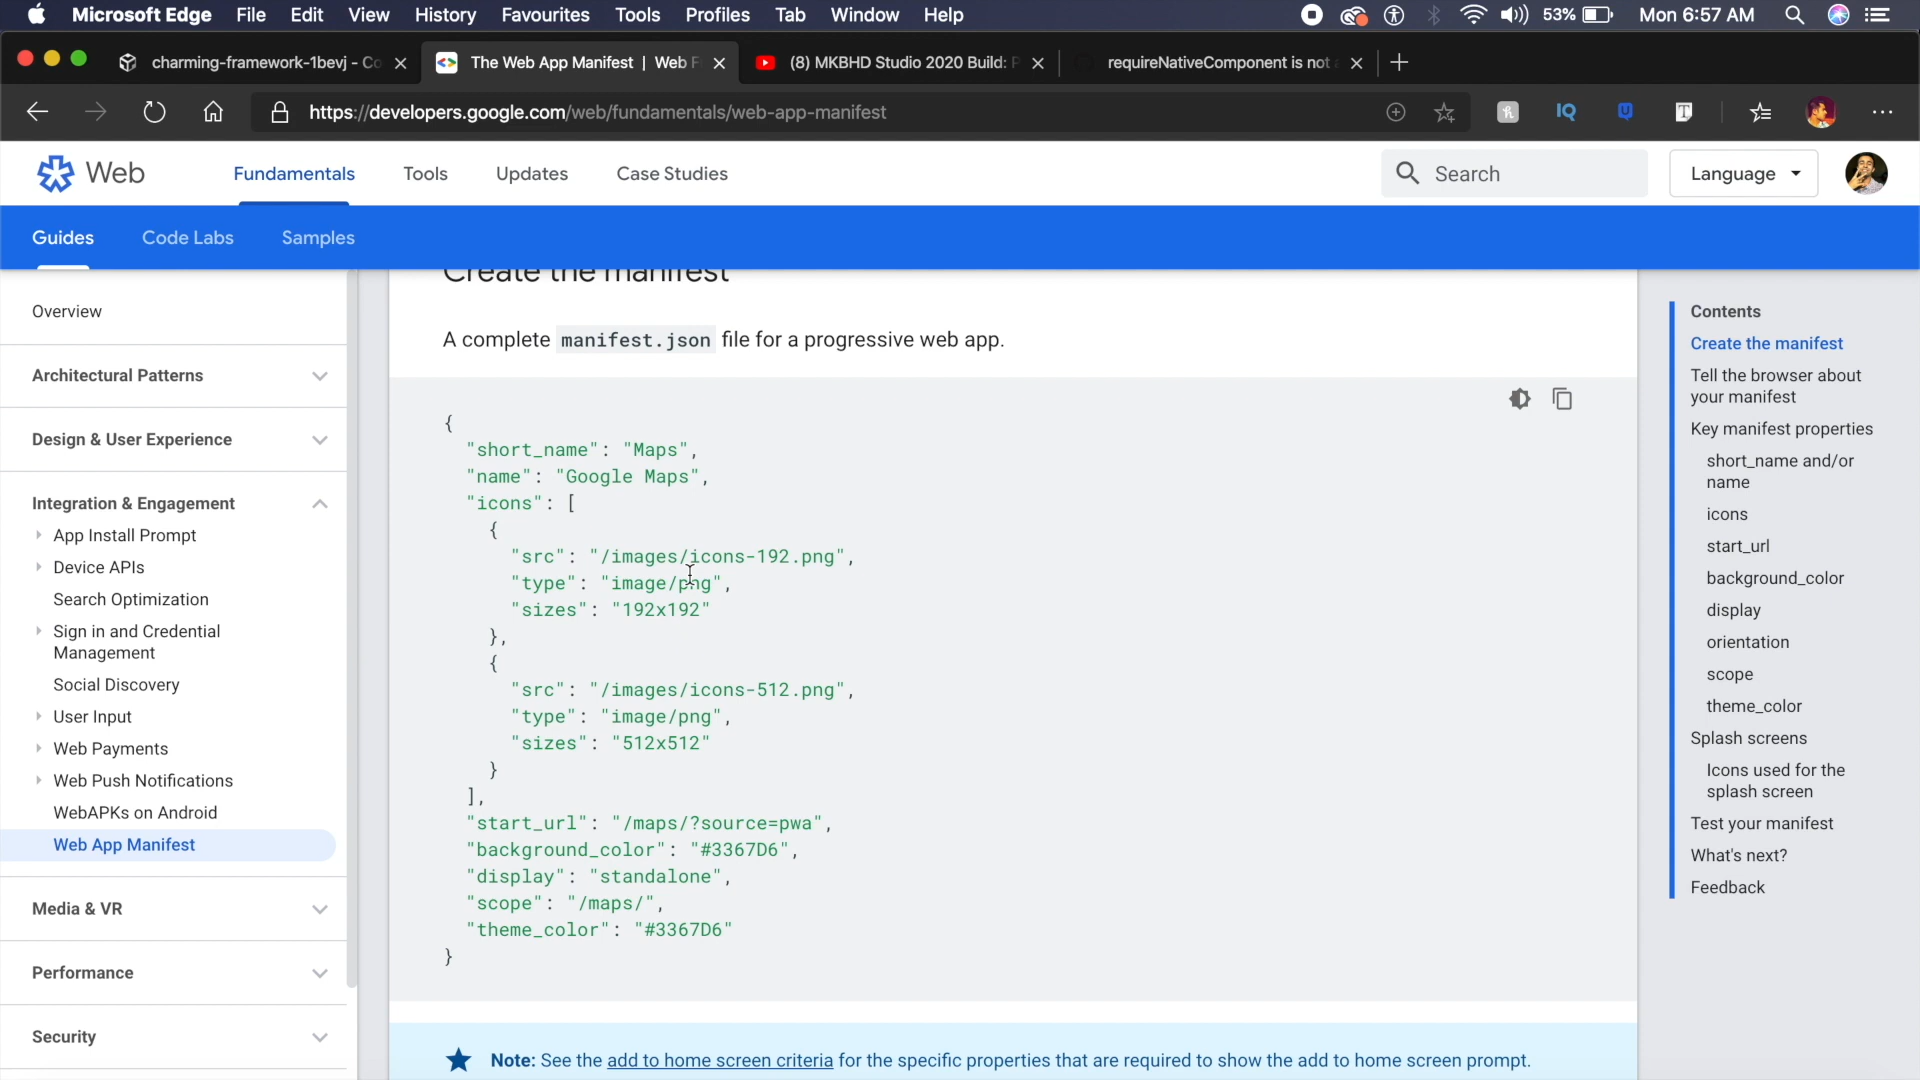 Microsoft Edge File Edit View History Favourites Tools Profiles Tab Window Help 53% Mon 6:57 AM
charming-framework-1bevj - Co The Web App Manifest | Web F (8) MKBHD Studio 2020 Build: P requireNativeComponent is not a
https://developers.google.com/web/fundamentals/web-app-manifest
Web Fundamentals Tools Updates Case Studies Search Language
Guides Code Labs Samples
Overview
Architectural Patterns
Design & User Experience
Integration & Engagement
App Install Prompt
Device APIs
Search Optimization
Sign in and Credential
Management
Social Discovery
User Input
Web Payments
Web Push Notifications
WebAPKs on Android
Web App Manifest
Media & VR
Performance
Security
Create the manifest
A complete manifest.json file for a progressive web app.
{
"short_name": "Maps",
"name": "Google Maps",
"icons": [
{
"src": "/images/icons-192.png",
"type": "image/png",
"sizes": "192x192"
},
{
"src": "/images/icons-512.png",
"type": "image/png",
"sizes": "512x512"
}
],
"start_url": "/maps/?source=pwa",
"background_color": "#3367D6",
"display": "standalone",
"scope": "/maps/",
"theme_color": "#3367D6"
}
Note: See the add to home screen criteria for the specific properties that are required to show the add to home screen prompt.
Contents
Create the manifest
Tell the browser about
your manifest
Key manifest properties
short_name and/or
name
icons
start_url
background_color
display
orientation
scope
theme_color
Splash screens
Icons used for the
splash screen
Test your manifest
What's next?
Feedback